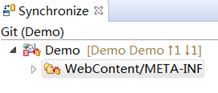 Synchronize
Git (Demo)
Demo [Demo Demo ↑1 ↓1]
WebContent/META-INF